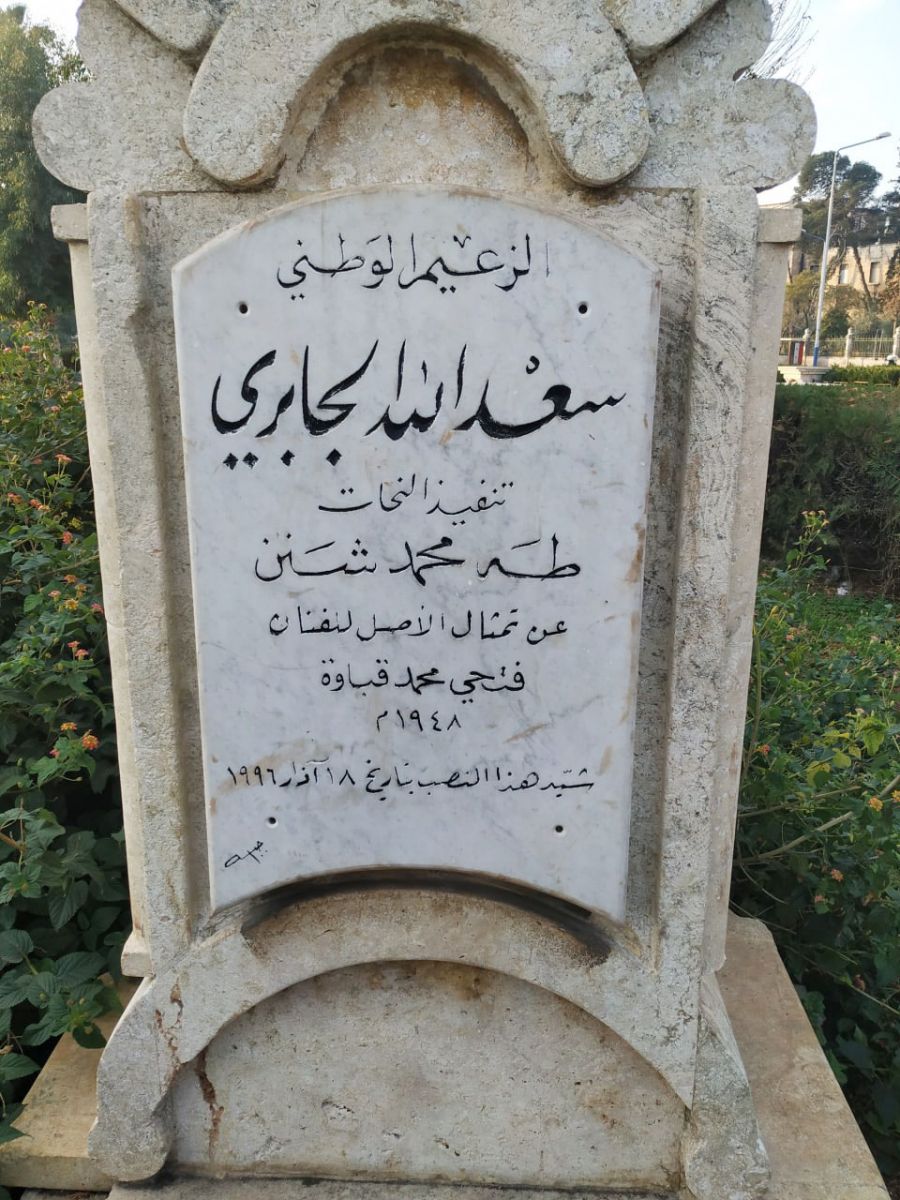 الزعيم الوطني
سعد الله الجابري
تنفيذ النحات
طه محمد شنن
عن تمثال الأصل للفنان
فتحي محمد قباوة
١٩٤٨م
شيّد هذا النصب بتاريخ ١٨ آذار ١٩٩٦